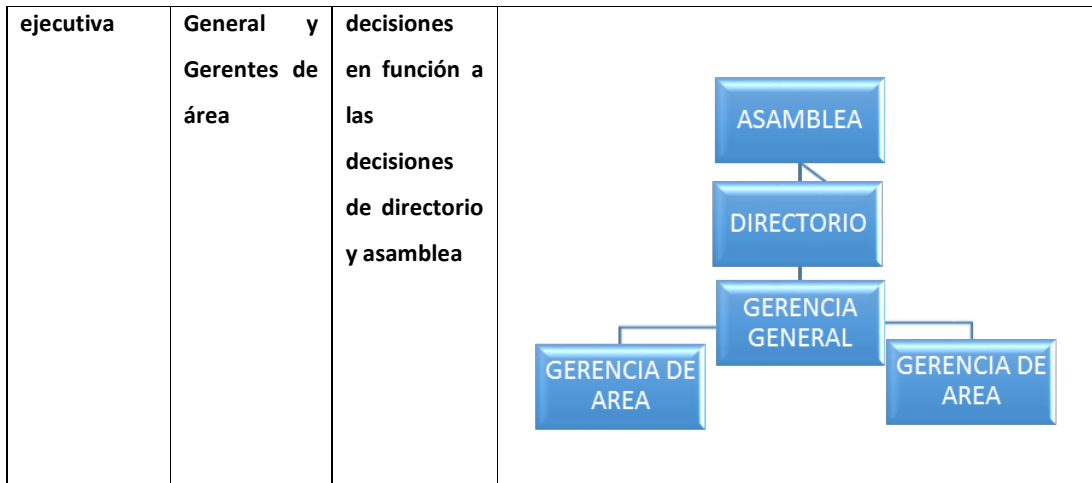 ejecutiva
General y
Gerentes de
área
decisiones
en función a
las
decisiones
de directorio
y asamblea
ASAMBLEA
DIRECTORIO
GERENCIA
GENERAL
GERENCIA DE
AREA
GERENCIA DE
AREA